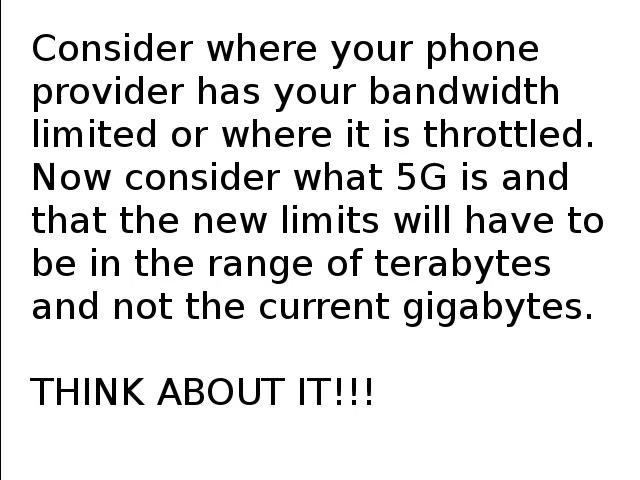 Consider where your phone
provider has your bandwidth
limited or where it is throttled.
Now consider what 5G is and
that the new limits will have to
be in the range of terabytes
and not the current gigabytes.
THINK ABOUT IT!!!